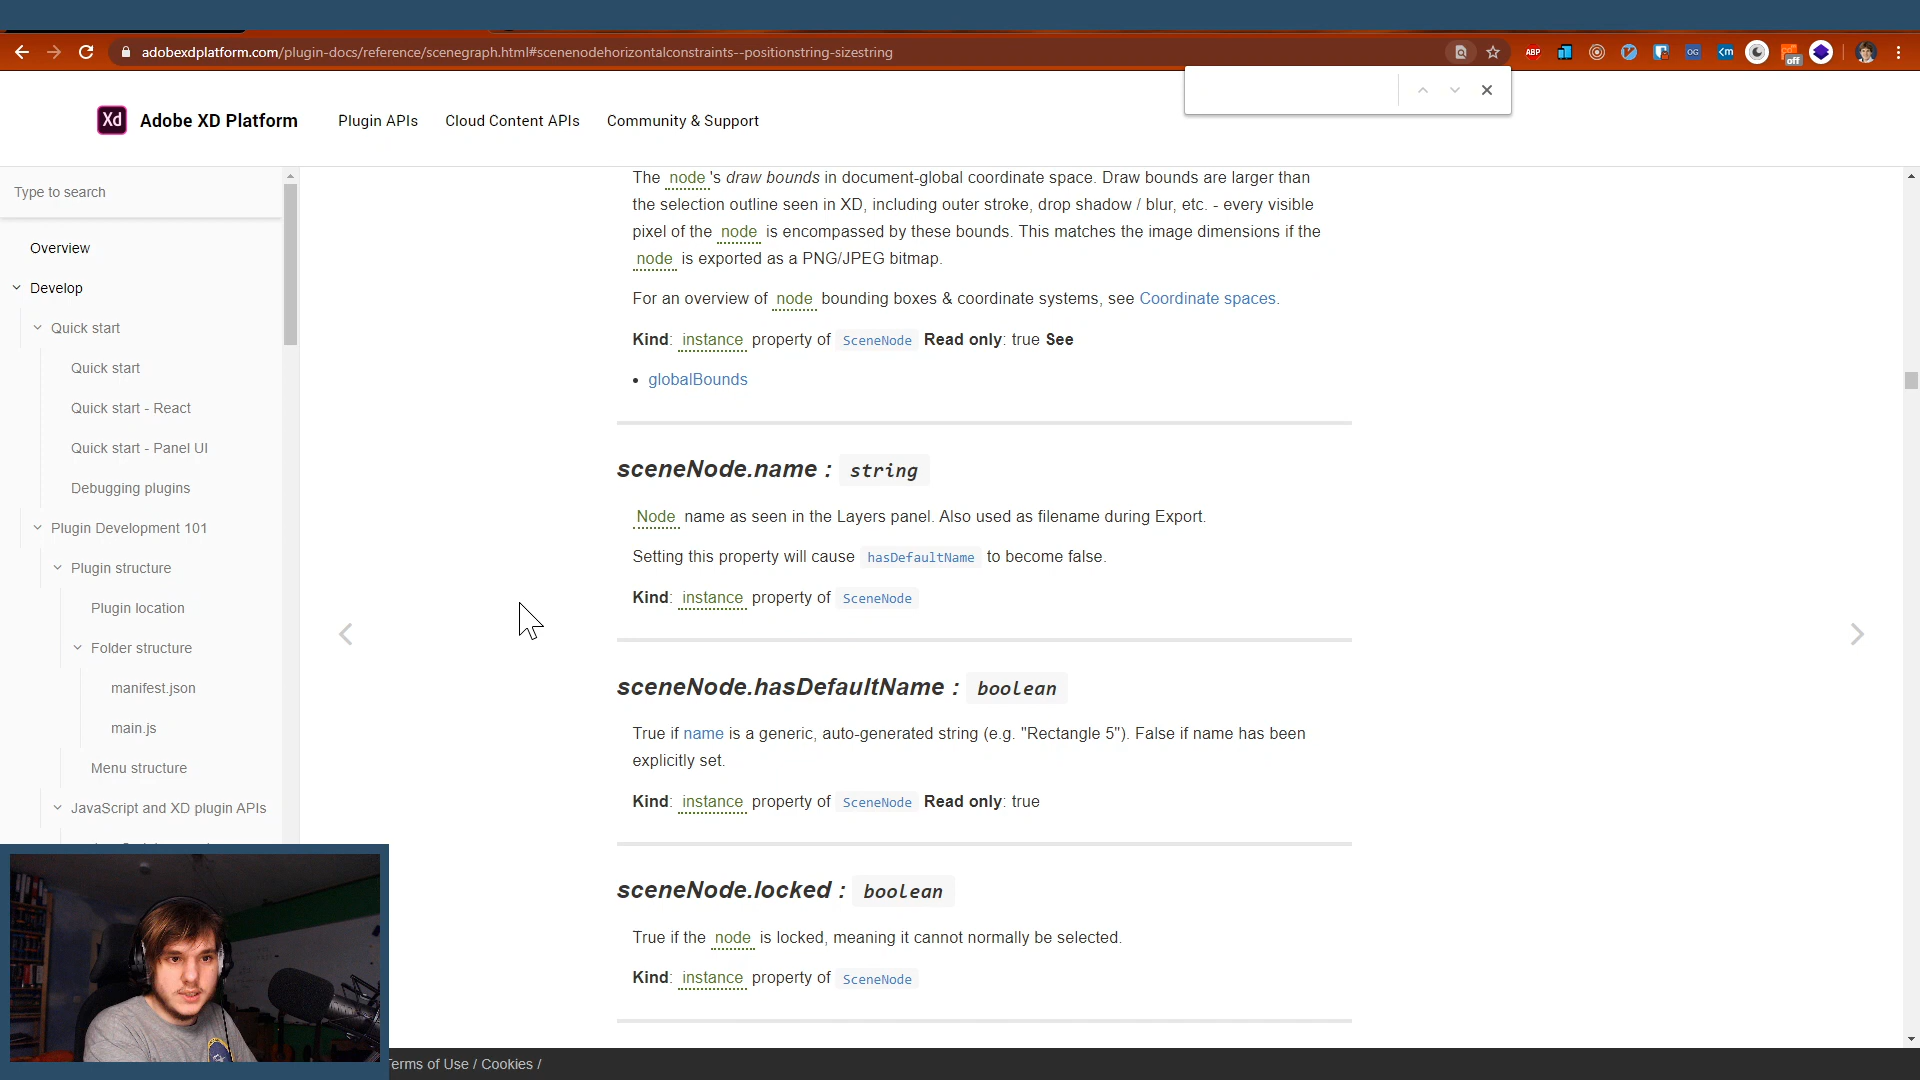 adobexdplatform.com/plugin-docs/reference/scenegraph.html#scenenodehorizontalconstraints--positionstring-sizestring
ABP
OG
<m
off
Xd
Adobe XD Platform
Plugin APIs
Cloud Content APIs
Community & Support
Type to search
Overview
Develop
Quick start
Quick start
Quick start - React
Quick start - Panel UI
Debugging plugins
Plugin Development 101
Plugin structure
Plugin location
Folder structure
manifest.json
main.js
Menu structure
JavaScript and XD plugin APIs
The node's draw bounds in document-global coordinate space. Draw bounds are larger than
the selection outline seen in XD, including outer stroke, drop shadow / blur, etc. - every visible
pixel of the node is encompassed by these bounds. This matches the image dimensions if the
node is exported as a PNG/JPEG bitmap.
For an overview of node bounding boxes & coordinate systems, see Coordinate spaces.
Kind: instance property of SceneNode Read only: true See
• globalBounds
sceneNode.name : string
Node name as seen in the Layers panel. Also used as filename during Export.
Setting this property will cause hasDefaultName to become false.
Kind: instance property of SceneNode
sceneNode.hasDefaultName : boolean
True if name is a generic, auto-generated string (e.g. "Rectangle 5"). False if name has been
explicitly set.
Kind: instance property of SceneNode Read only: true
sceneNode.locked : boolean
True if the node is locked, meaning it cannot normally be selected.
Kind: instance property of SceneNode
erms of Use / Cookies /